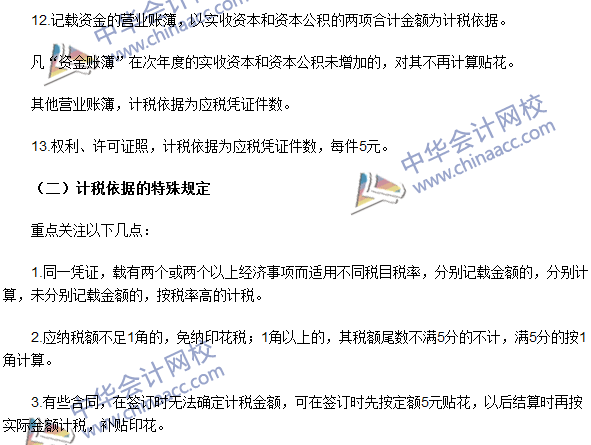 12.记载资金的营业账簿，以实收资本和资本公积的两项合计金额为计税依据。
凡“资金账簿”在次年度的实收资本和资本公积未增加的，对其不再计算贴花。
其他营业账簿，计税依据为应税凭证件数。
13.权利、许可证照，计税依据为应税凭证件数，每件5元。
（二）计税依据的特殊规定
重点关注以下几点：
1.同一凭证，载有两个或两个以上经济事项而适用不同税目税率，分别记载金额的，分别计
算，未分别记载金额的，按税率高的计税。
2.应纳税额不足1角的，免纳印花税；1角以上的，其税额尾数不满5分的不计，满5分的按1
角计算。
3.有些合同，在签订时无法确定计税金额，可在签订时先按定额5元贴花，以后结算时再按
实际金额计税，补贴印花。
中华会计网校
www.chinaacc.com
中华会计网校
www.chinaacc.com
中华会计网校
www.chinaacc.com